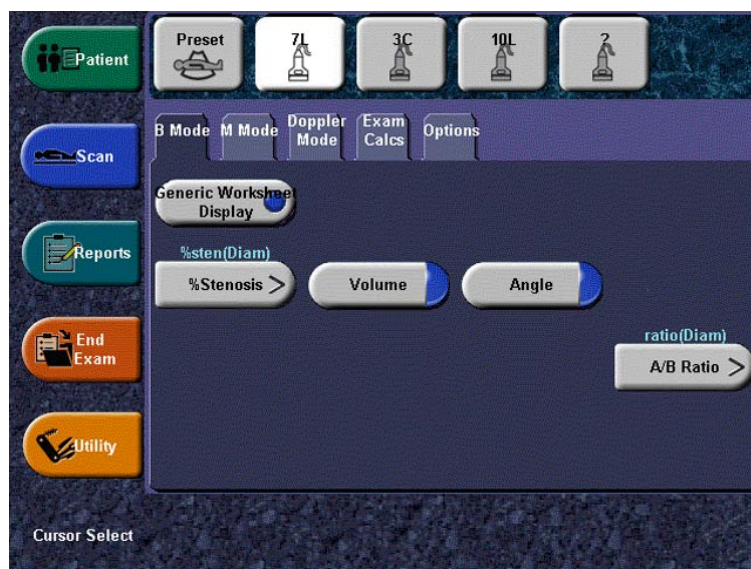 Patient
Preset
7L
3C
10L
?
B Mode
M Mode
Doppler
Mode
Exam
Calcs
Options
Scan
Generic Worksheet
Display
Reports
%sten(Diam)
%Stenosis >
Volume
Angle
End
Exam
ratio(Diam)
A/B Ratio >
Utility
Cursor Select